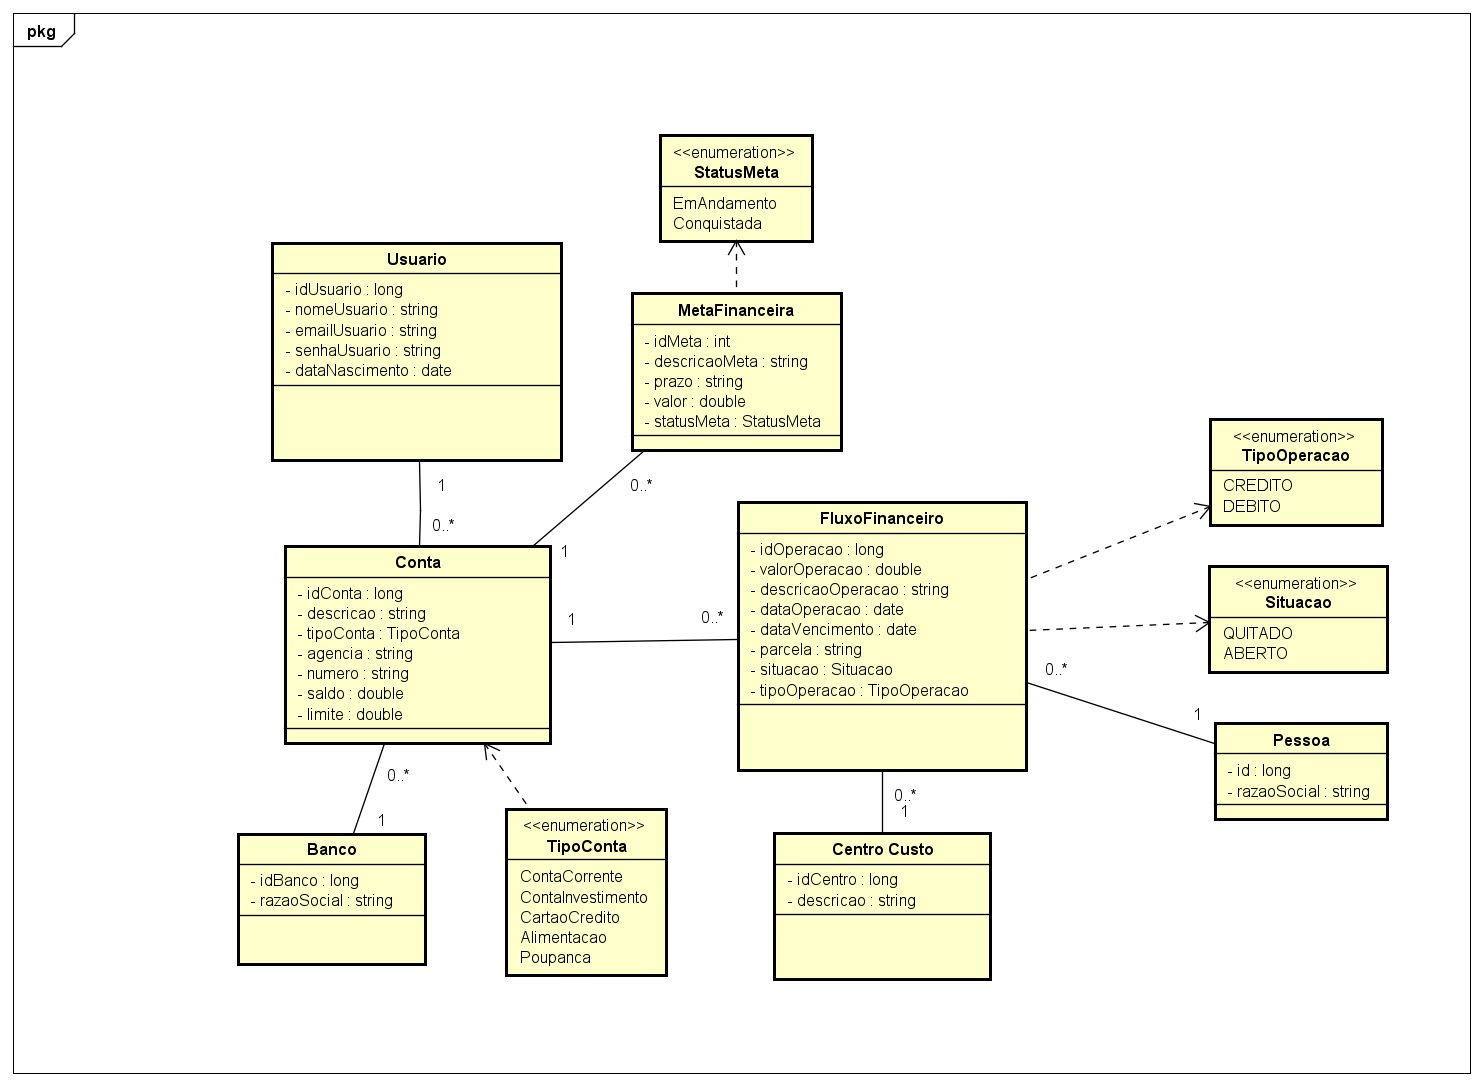 pkg
<<enumeration>>
StatusMeta
EmAndamento
Conquistada
Usuario
- idUsuario : long
- nomeUsuario : string
- emailUsuario : string
- senhaUsuario : string
- dataNascimento : date
MetaFinanceira
- idMeta : int
- descricaoMeta : string
- prazo : string
- valor : double
- statusMeta : StatusMeta
1
0..*
0..*
1
<<enumeration>>
TipoOperacao
CREDITO
DEBITO
FluxoFinanceiro
- idOperacao : long
- valorOperacao : double
- descricaoOperacao : string
- dataOperacao : date
- dataVencimento : date
- parcela : string
- situacao : Situacao
- tipoOperacao : TipoOperacao
Conta
- idConta : long
- descricao : string
- tipoConta : TipoConta
- agencia : string
- numero : string
- saldo : double
- limite : double
1
0..*
<<enumeration>>
Situacao
QUITADO
ABERTO
0..*
1
Pessoa
- id : long
- razaoSocial : string
0..*
1
0..*
1
Banco
- idBanco : long
- razaoSocial : string
<<enumeration>>
TipoConta
ContaCorrente
ContaInvestimento
CartaoCredito
Alimentacao
Poupanca
Centro Custo
- idCentro : long
- descricao : string